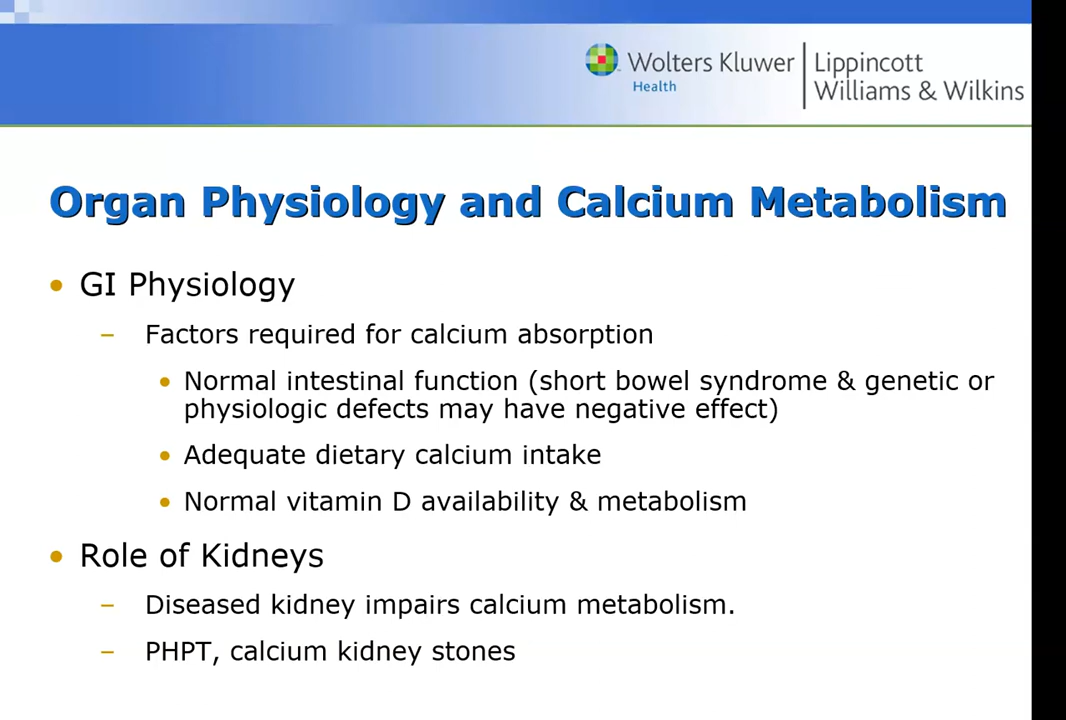 Wolters Kluwer
Health
Lippincott
Williams & Wilkins
Organ Physiology and Calcium Metabolism
• GI Physiology
– Factors required for calcium absorption
• Normal intestinal function (short bowel syndrome & genetic or
physiologic defects may have negative effect)
• Adequate dietary calcium intake
• Normal vitamin D availability & metabolism
• Role of Kidneys
– Diseased kidney impairs calcium metabolism.
– PHPT, calcium kidney stones